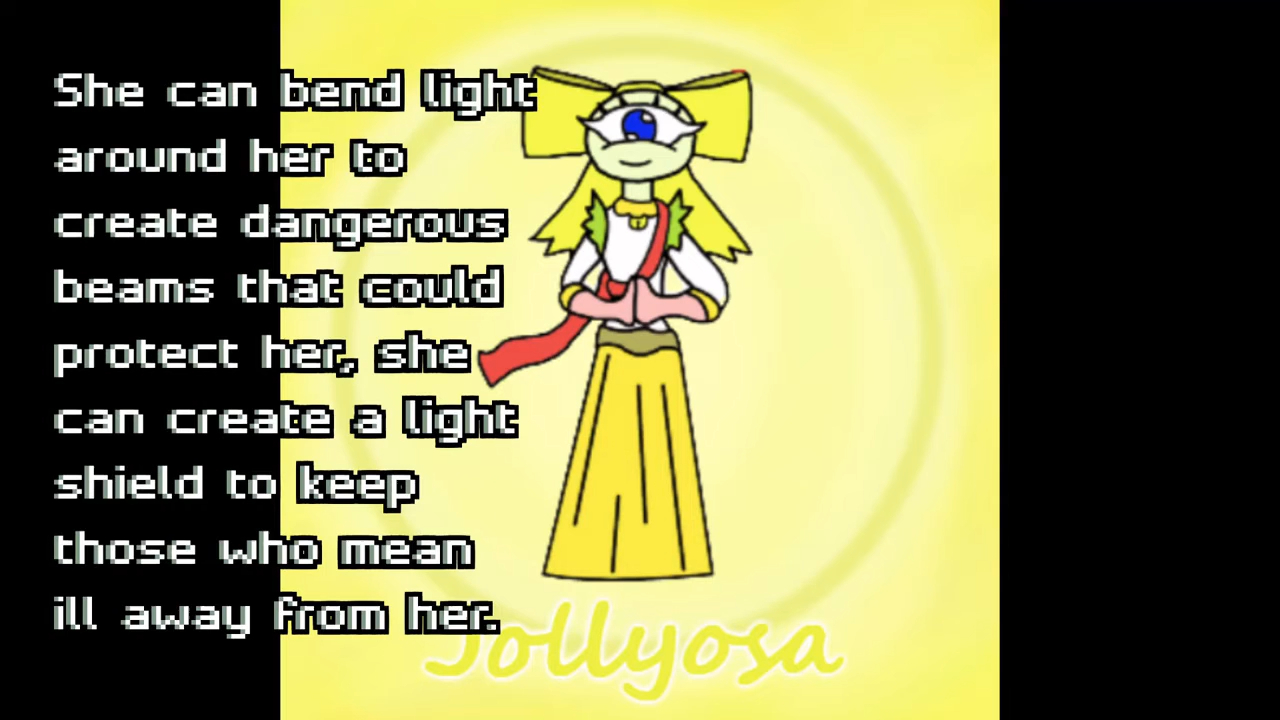 She can bend light
around her to
create dangerous
beams that could
protect her, she
can create a light
shield to keep
those who mean
ill away from her.
Jollyosa